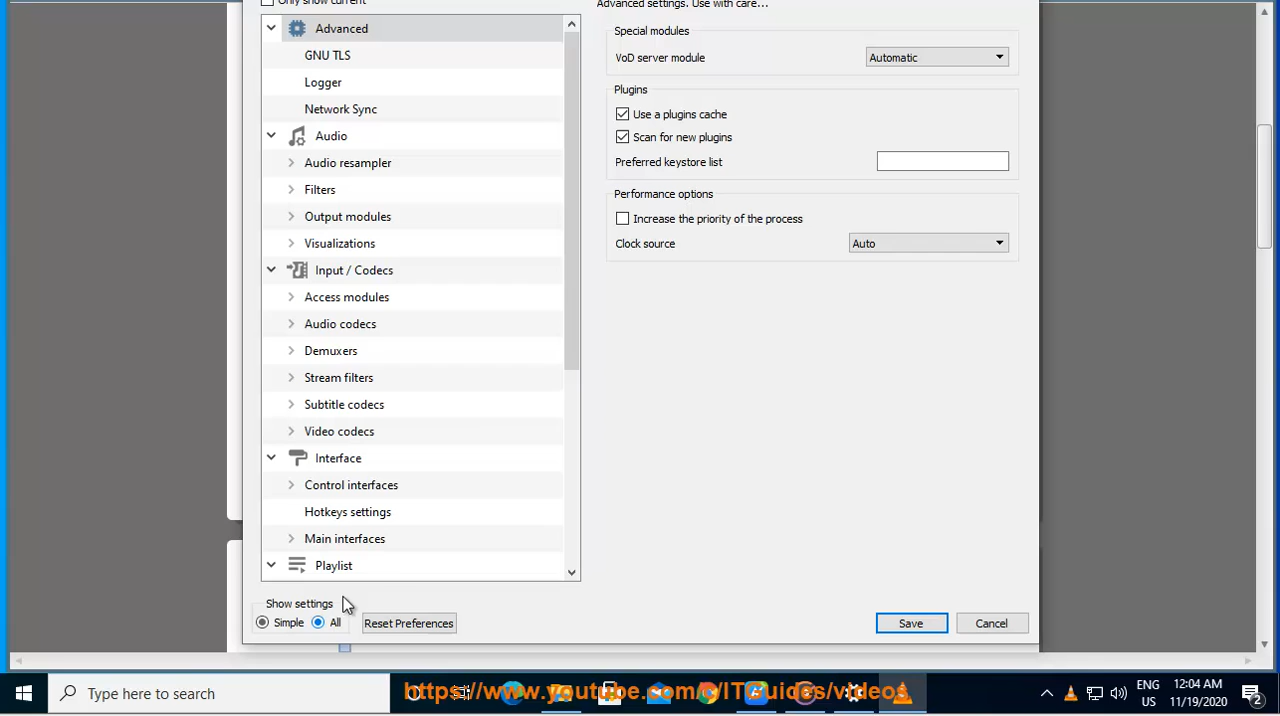 Only show current
Advanced settings. Use with care...
Advanced
GNU TLS
Logger
Network Sync
Audio
Audio resampler
Filters
Output modules
Visualizations
Input / Codecs
Access modules
Audio codecs
Demuxers
Stream filters
Subtitle codecs
Video codecs
Interface
Control interfaces
Hotkeys settings
Main interfaces
Playlist
Special modules
VoD server module Automatic
Plugins
Use a plugins cache
Scan for new plugins
Preferred keystore list
Performance options
Increase the priority of the process
Clock source Auto
Show settings
Simple All Reset Preferences Save Cancel
Type here to search
https://www.youtube.com/c/ITGuides/videos
ENG
US
12:04 AM
11/19/2020
2